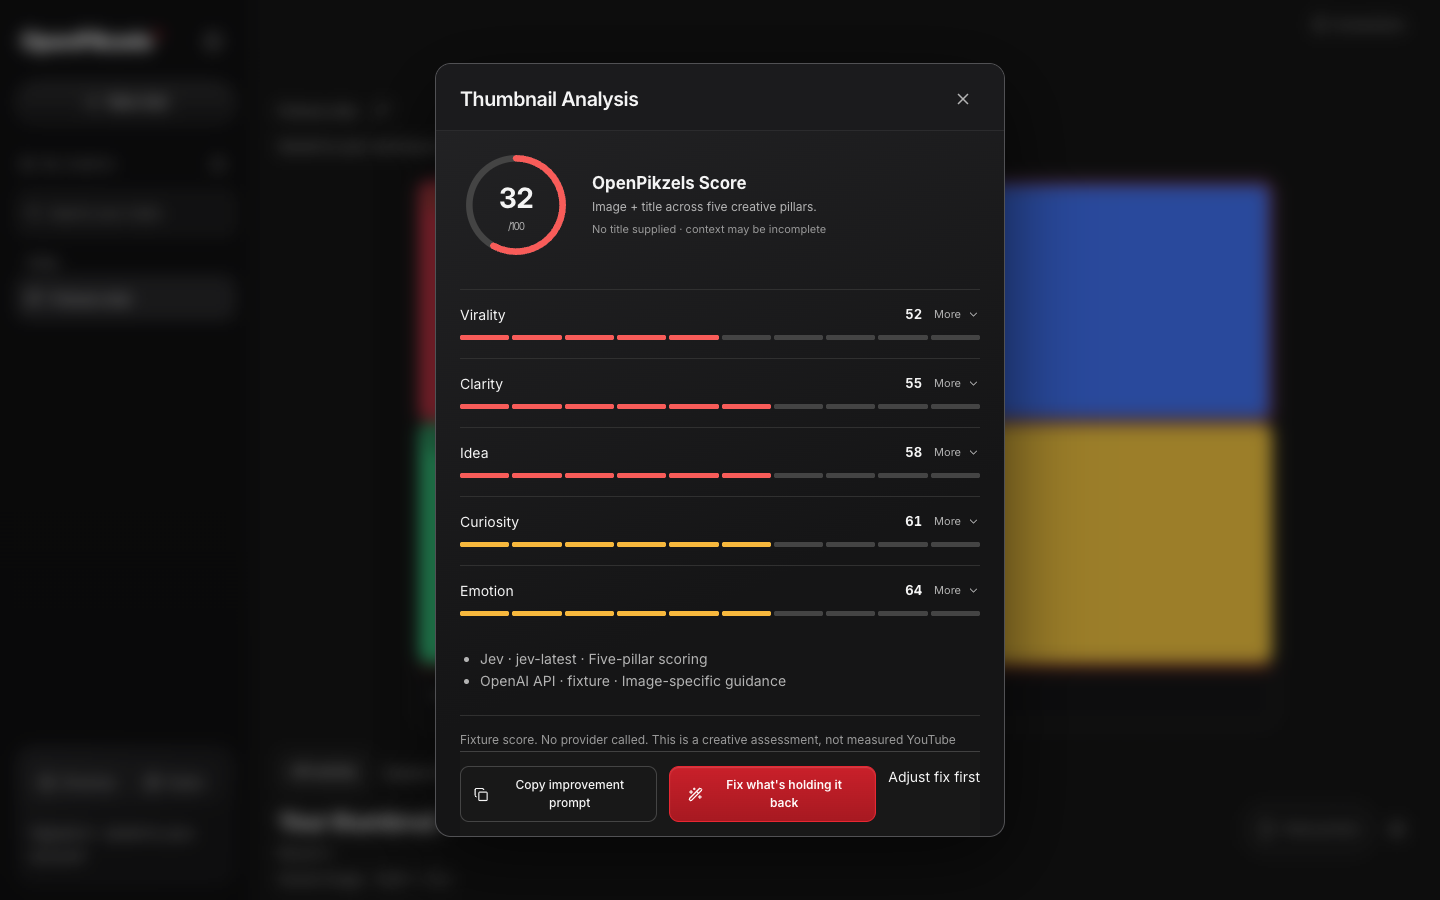 Thumbnail Analysis
32
/100
OpenPikzels Score
Image + title across five creative pillars.
No title supplied · context may be incomplete
Virality 52 More
Clarity 55 More
Idea 58 More
Curiosity 61 More
Emotion 64 More
• Jev · jev-latest · Five-pillar scoring
• OpenAI API · fixture · Image-specific guidance
Fixture score. No provider called. This is a creative assessment, not measured YouTube
Copy improvement
prompt
Fix what's holding it
back
Adjust fix first